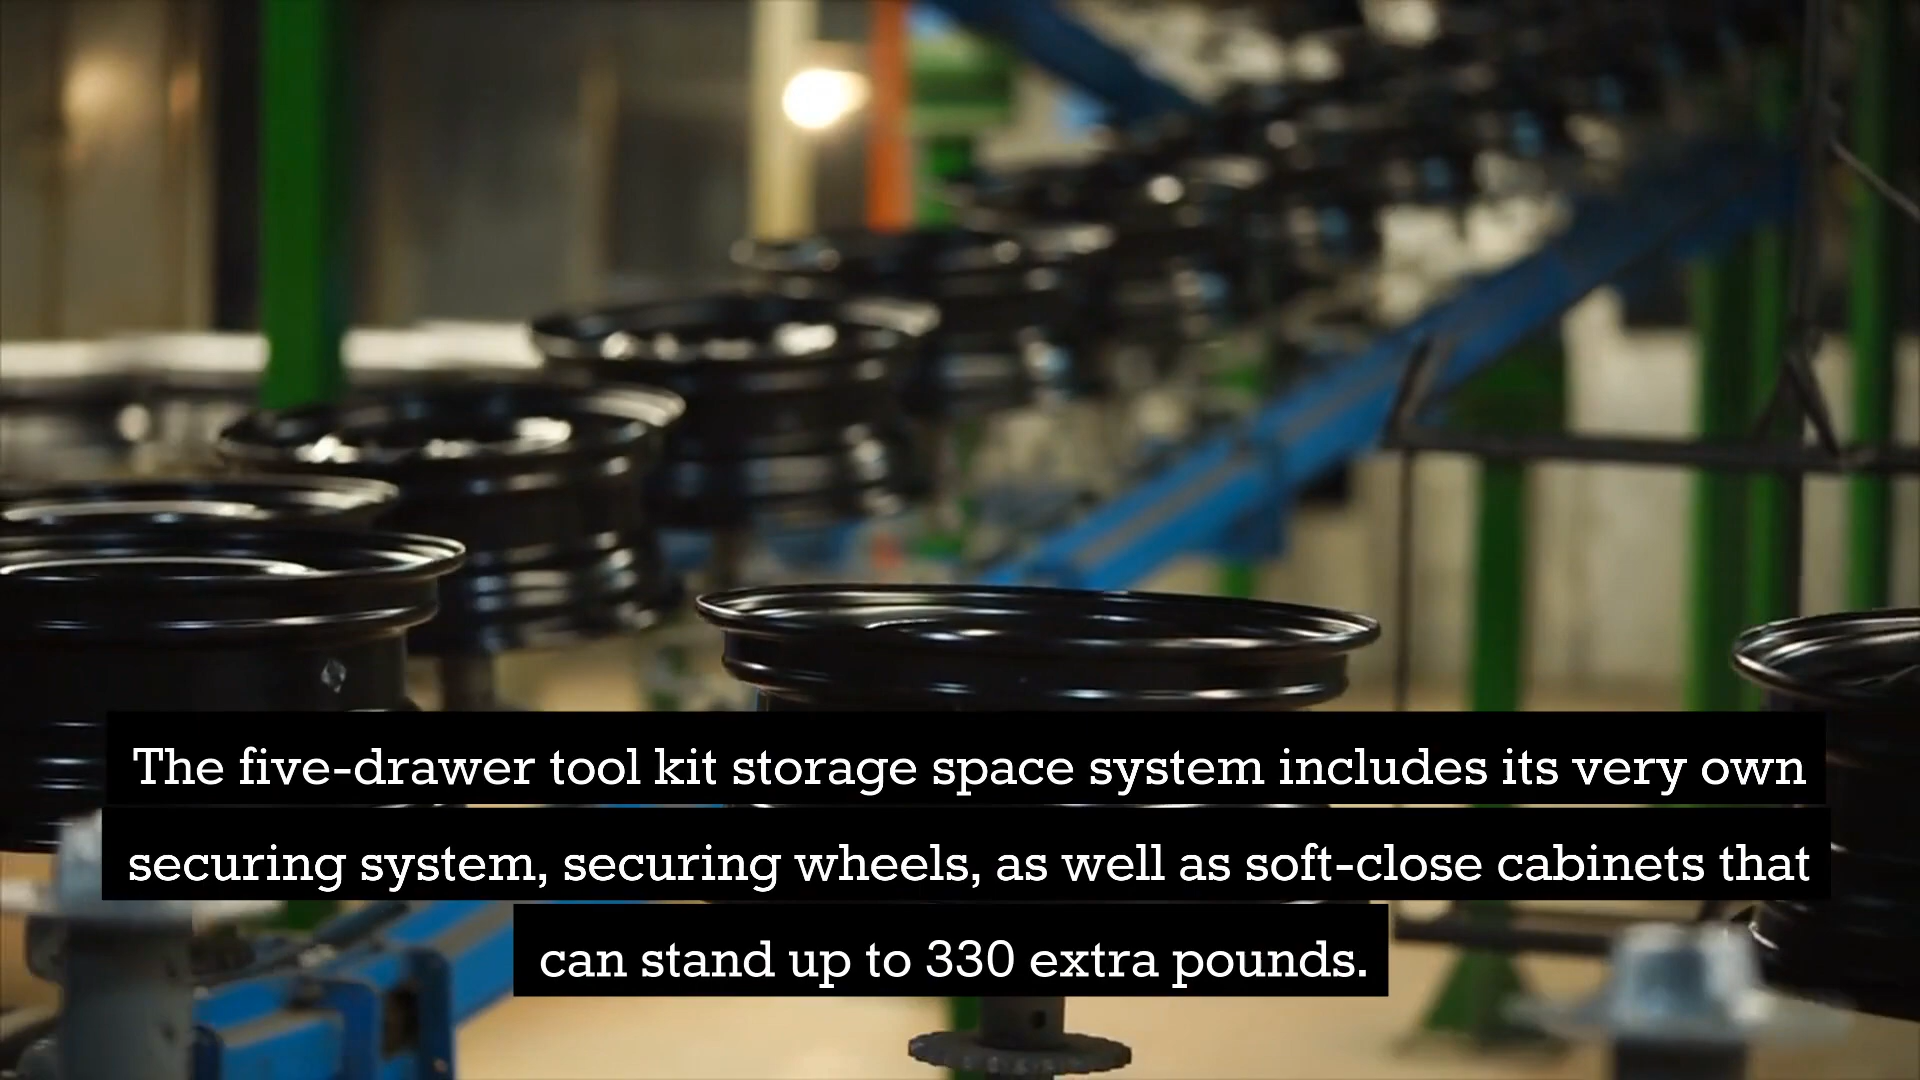 The five-drawer tool kit storage space system includes its very own
securing system, securing wheels, as well as soft-close cabinets that
can stand up to 330 extra pounds.